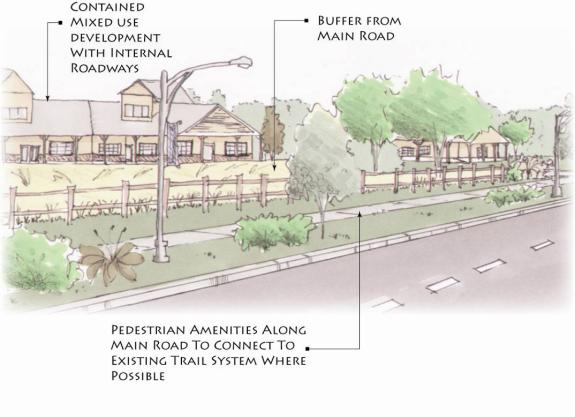 Contained
Mixed use
development
With Internal
Roadways
Buffer from
Main Road
Pedestrian Amenities Along
Main Road To Connect To
Existing Trail System Where
Possible